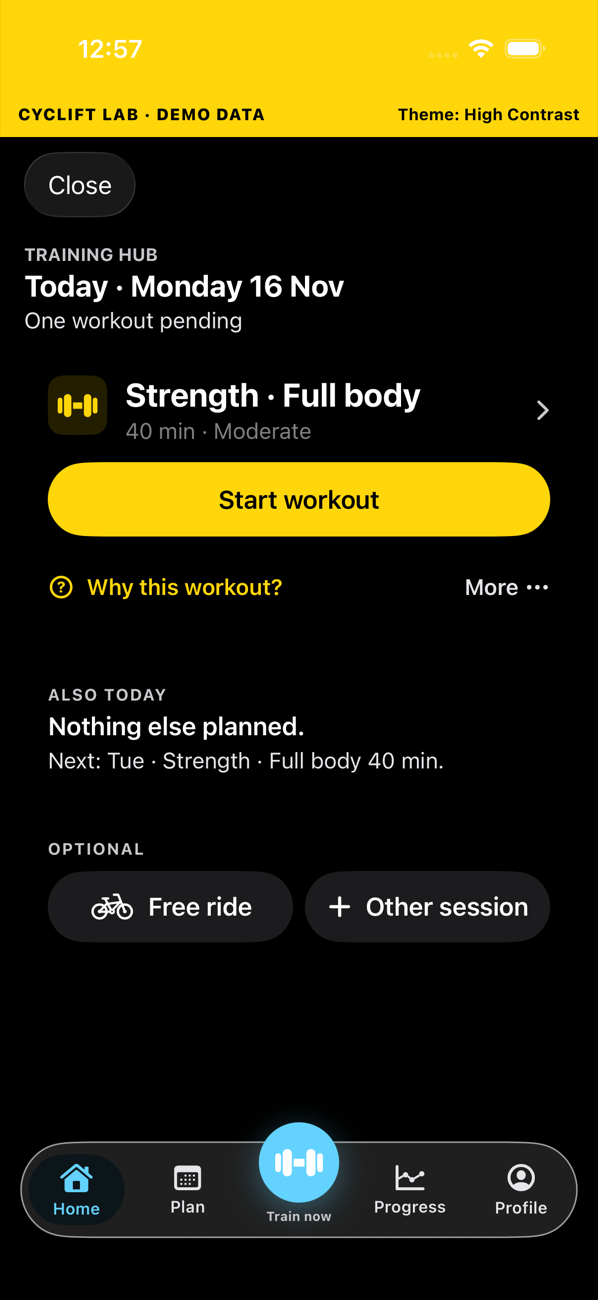 12:57
CYCLIFT LAB · DEMO DATA
Theme: High Contrast
Close
TRAINING HUB
Today · Monday 16 Nov
One workout pending
Strength · Full body
40 min · Moderate
Start workout
Why this workout?
More ···
ALSO TODAY
Nothing else planned.
Next: Tue · Strength · Full body 40 min.
OPTIONAL
Free ride
+ Other session
Home
Plan
Train now
Progress
Profile